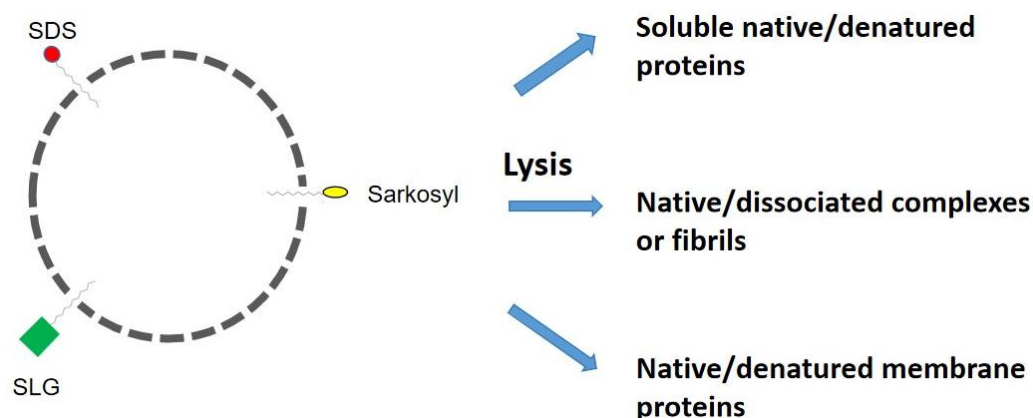 SDS
Sarkosyl
SLG
Lysis
Soluble native/denatured
proteins
Native/dissociated complexes
or fibrils
Native/denatured membrane
proteins